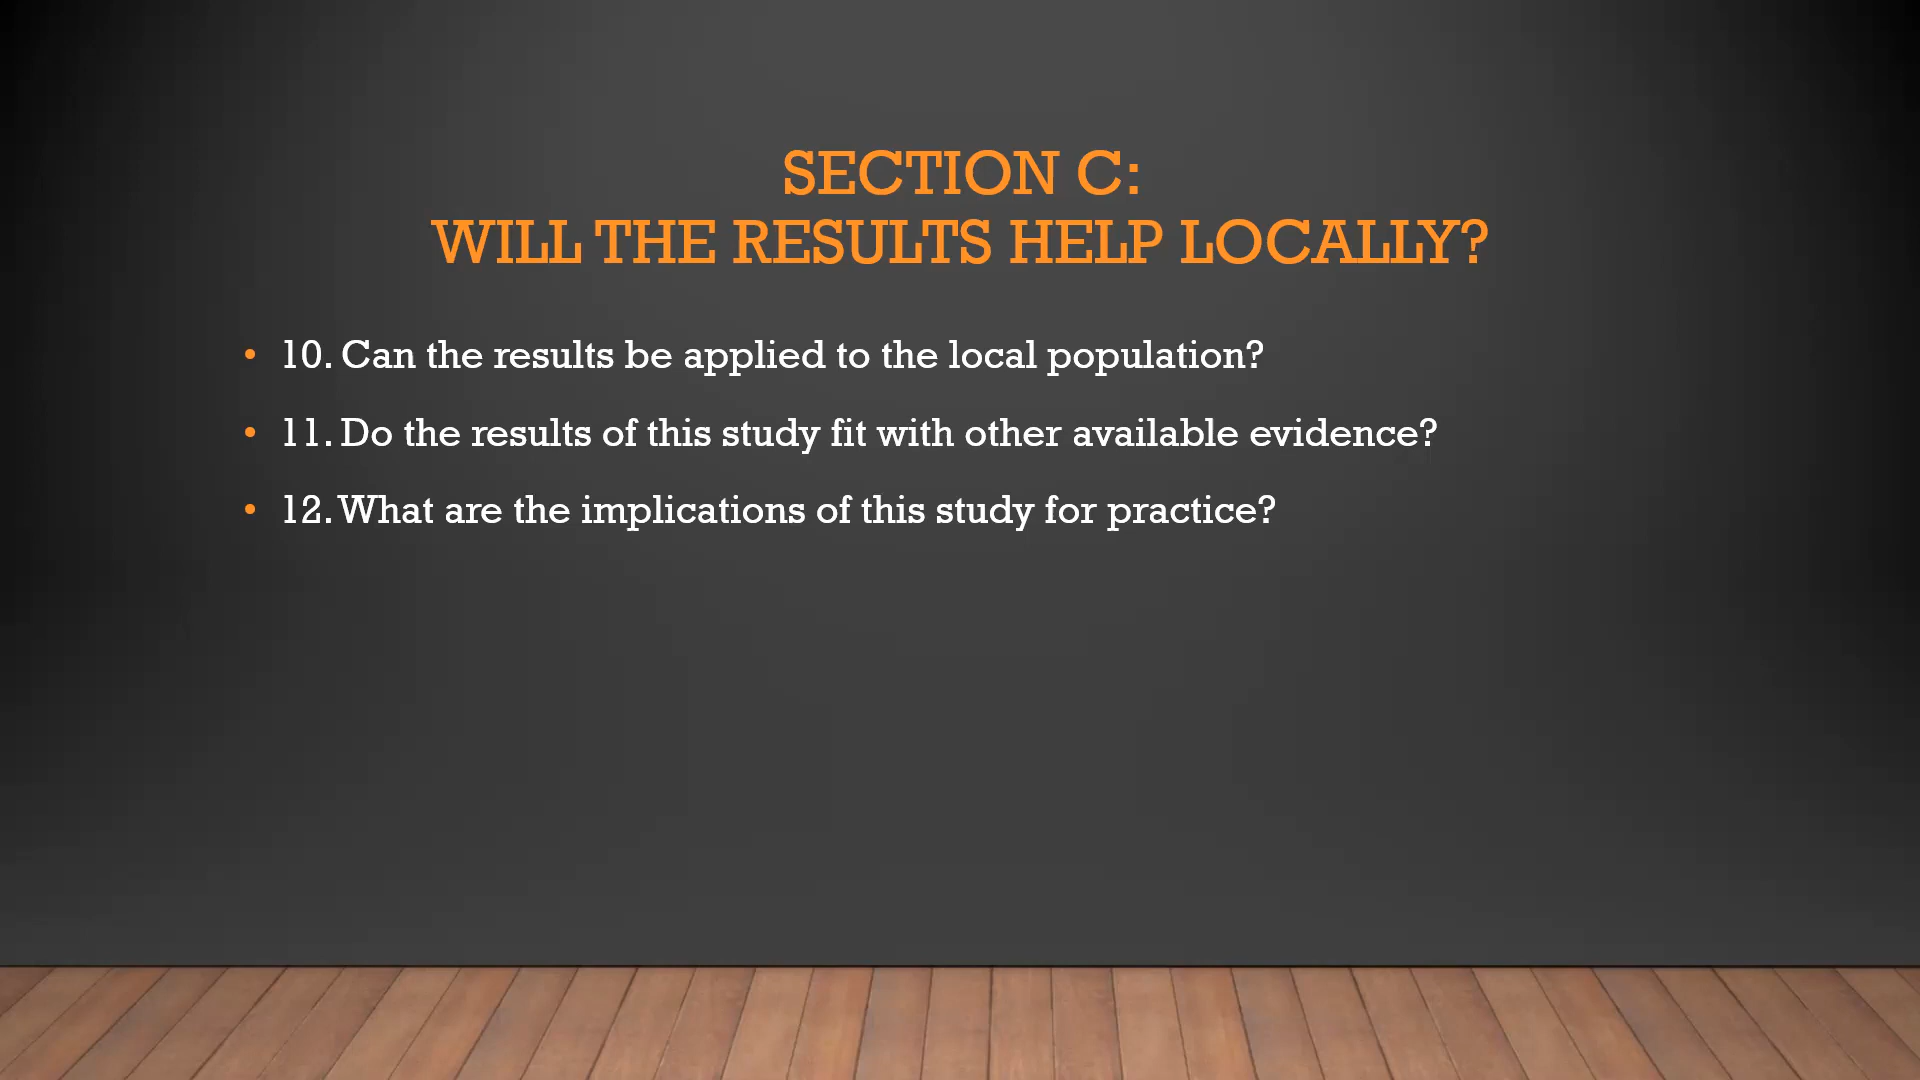 SECTION C:
WILL THE RESULTS HELP LOCALLY?
• 10. Can the results be applied to the local population?
• 11. Do the results of this study fit with other available evidence?
• 12. What are the implications of this study for practice?